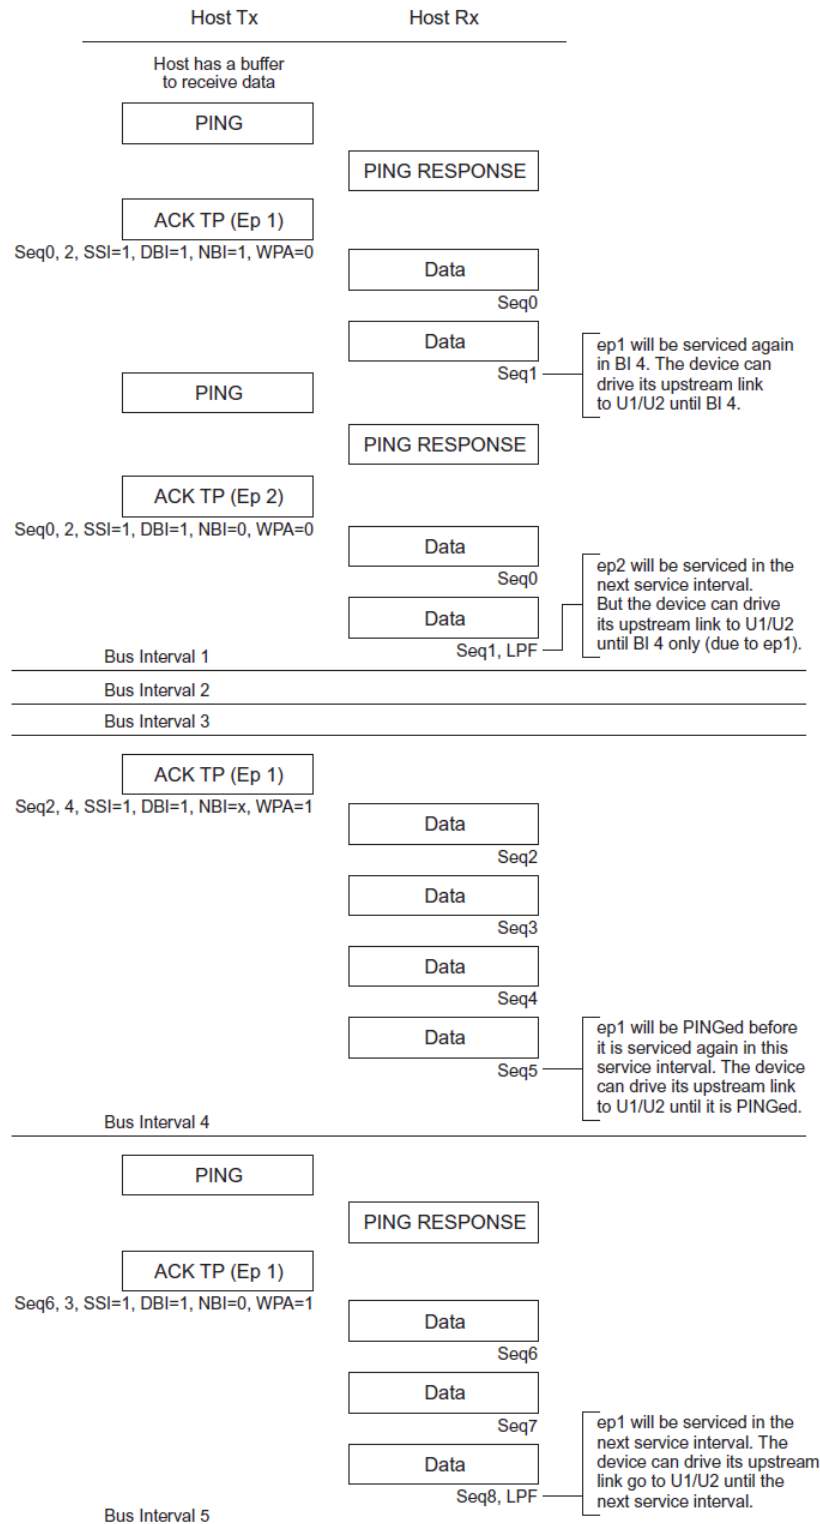 Host Tx
Host Rx
Host has a buffer
to receive data
PING
PING RESPONSE
ACK TP (Ep 1)
Seq0, 2, SSI=1, DBI=1, NBI=1, WPA=0
Data
Seq0
Data
Seq1
ep1 will be serviced again
in BI 4. The device can
drive its upstream link
to U1/U2 until BI 4.
PING
PING RESPONSE
ACK TP (Ep 2)
Seq0, 2, SSI=1, DBI=1, NBI=0, WPA=0
Data
Seq0
Data
Seq1, LPF
ep2 will be serviced in the
next service interval.
But the device can drive
its upstream link to U1/U2
until BI 4 only (due to ep1).
Bus Interval 1
Bus Interval 2
Bus Interval 3
ACK TP (Ep 1)
Seq2, 4, SSI=1, DBI=1, NBI=x, WPA=1
Data
Seq2
Data
Seq3
Data
Seq4
Data
Seq5
ep1 will be PINGed before
it is serviced again in this
service interval. The device
can drive its upstream link
to U1/U2 until it is PINGed.
Bus Interval 4
PING
PING RESPONSE
ACK TP (Ep 1)
Seq6, 3, SSI=1, DBI=1, NBI=0, WPA=1
Data
Seq6
Data
Seq7
Data
Seq8, LPF
ep1 will be serviced in the
next service interval. The
device can drive its upstream
link go to U1/U2 until the
next service interval.
Bus Interval 5